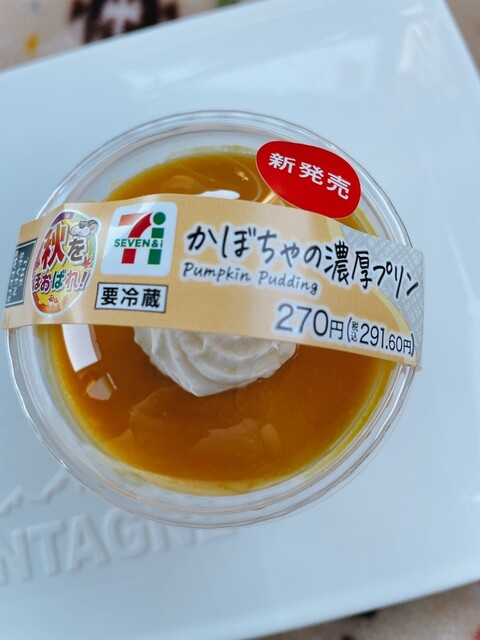 新発売
秋を
ほおばれ!!
SEVEN&i
かぼちゃの濃厚プリン
Pumpkin Pudding
要冷蔵
270円(税込291.60円)
NTAGNE